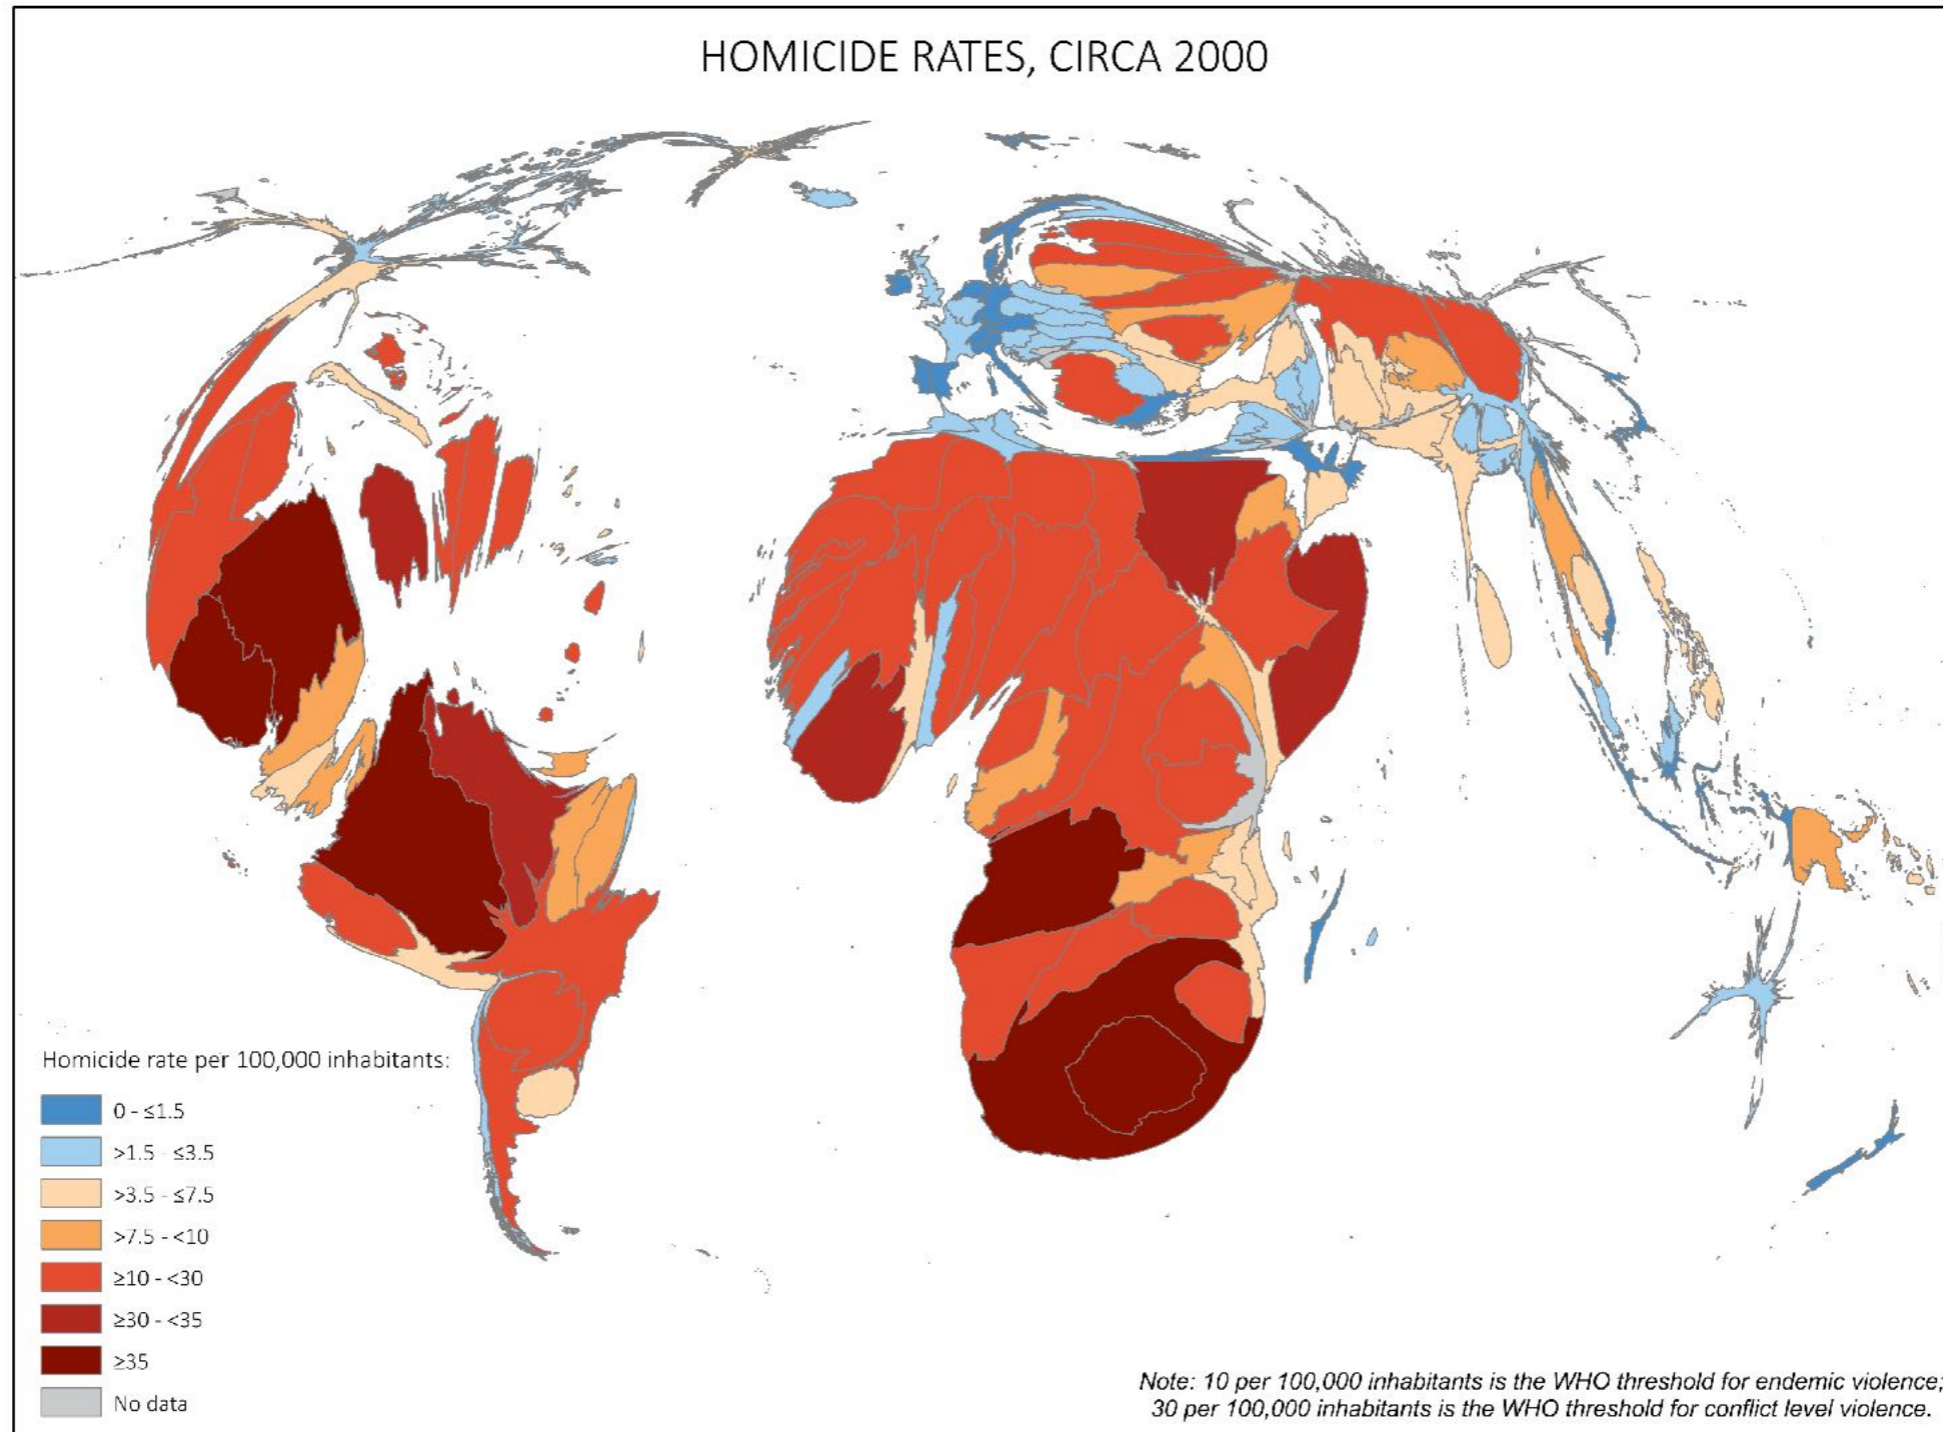 HOMICIDE RATES, CIRCA 2000
Homicide rate per 100,000 inhabitants:
0 - ≤1.5
>1.5 - ≤3.5
>3.5 - ≤7.5
>7.5 - <10
≥10 - <30
≥30 - <35
≥35
No data
Note: 10 per 100,000 inhabitants is the WHO threshold for endemic violence;
30 per 100,000 inhabitants is the WHO threshold for conflict level violence.